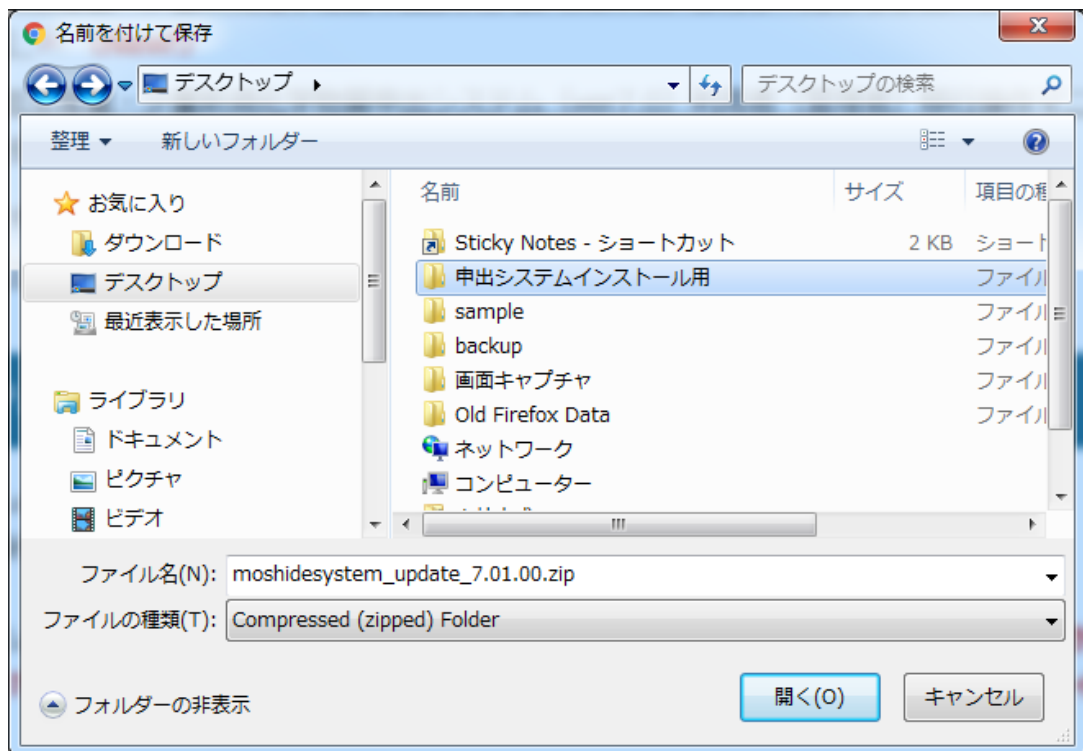 名前を付けて保存
デスクトップ
デスクトップの検索
整理 新しいフォルダー
お気に入り
ダウンロード
デスクトップ
最近表示した場所
ライブラリ
ドキュメント
ピクチャ
ビデオ
名前 サイズ 項目の種
Sticky Notes - ショートカット 2 KB ショート
申出システムインストール用 ファイル
sample ファイル
backup ファイル
画面キャプチャ ファイル
Old Firefox Data ファイル
ネットワーク
コンピューター
ファイル名(N): moshidesystem_update_7.01.00.zip
ファイルの種類(T): Compressed (zipped) Folder
フォルダーの非表示
開く(O) キャンセル